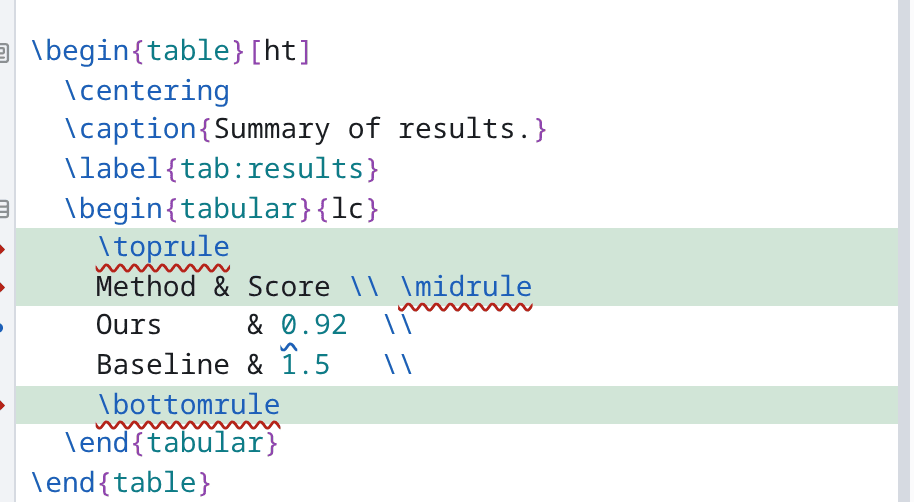 \begin{table}[ht]
  \centering
  \caption{Summary of results.}
  \label{tab:results}
  \begin{tabular}{lc}
    \toprule
    Method & Score \\ \midrule
    Ours     & 0.92  \\
    Baseline & 1.5   \\
    \bottomrule
  \end{tabular}
\end{table}